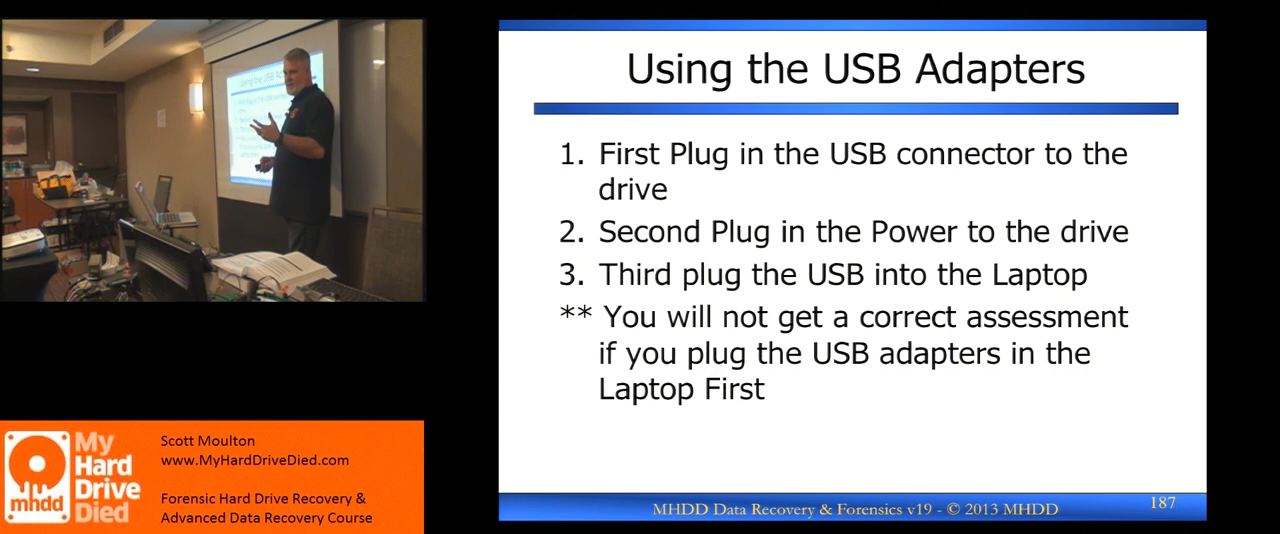 Using the USB Adapters
1. First Plug in the USB connector to the
drive
2. Second Plug in the Power to the drive
3. Third plug the USB into the Laptop
** You will not get a correct assessment
if you plug the USB adapters in the
Laptop First
MHDD Data Recovery & Forensics v19 - © 2013 MHDD
187
My
Hard
Drive
Died
mhdd
Scott Moulton
www.MyHardDriveDied.com
Forensic Hard Drive Recovery &
Advanced Data Recovery Course